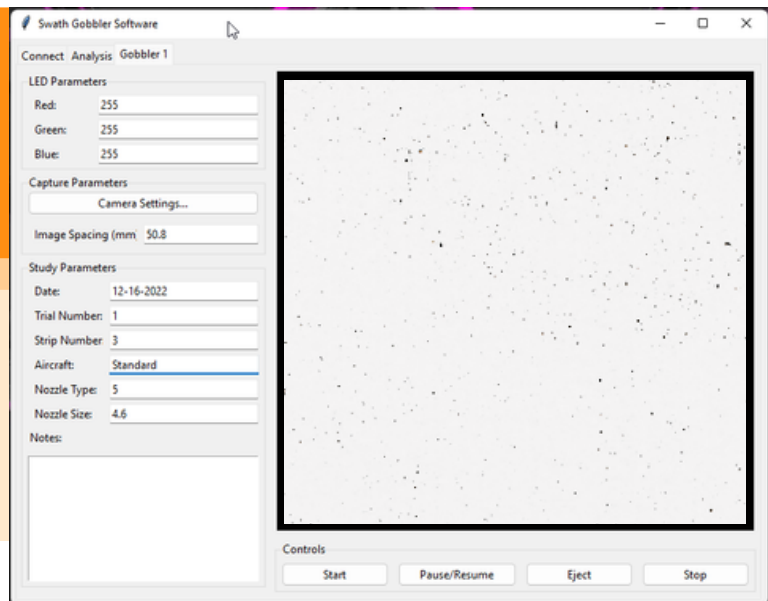 Swath Gobbler Software
Connect Analysis Gobbler 1
LED Parameters
Red: 255
Green: 255
Blue: 255
Capture Parameters
Camera Settings...
Image Spacing (mm 50.8
Study Parameters
Date: 12-16-2022
Trial Number: 1
Strip Number 3
Aircraft: Standard
Nozzle Type: 5
Nozzle Size: 4.6
Notes:
Controls
Start Pause/Resume Eject Stop